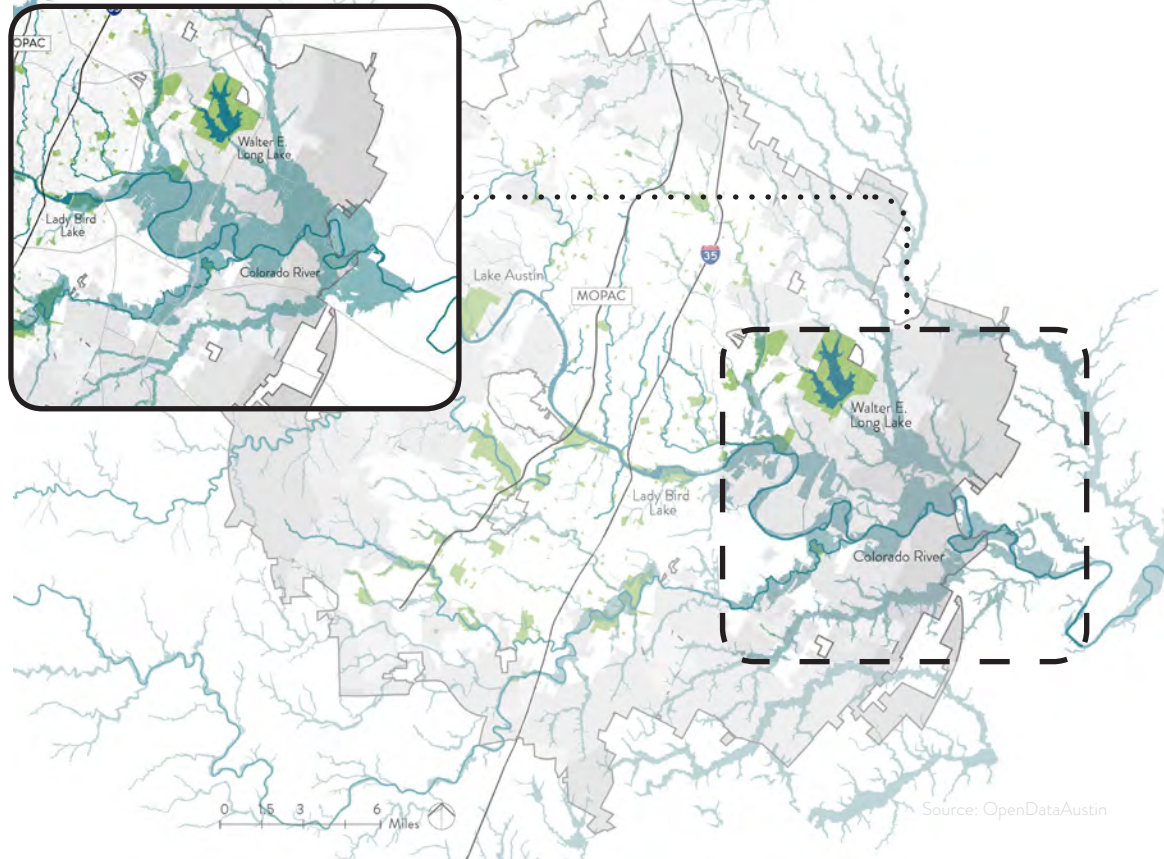 OPAC
Walter E.
Long Lake
Lady Bird
Lake
Colorado River
Lake Austin
MOPAC
35
Walter E.
Long Lake
Lady Bird
Lake
Colorado River
0 1.5 3 6
Miles
Source: OpenDataAustin